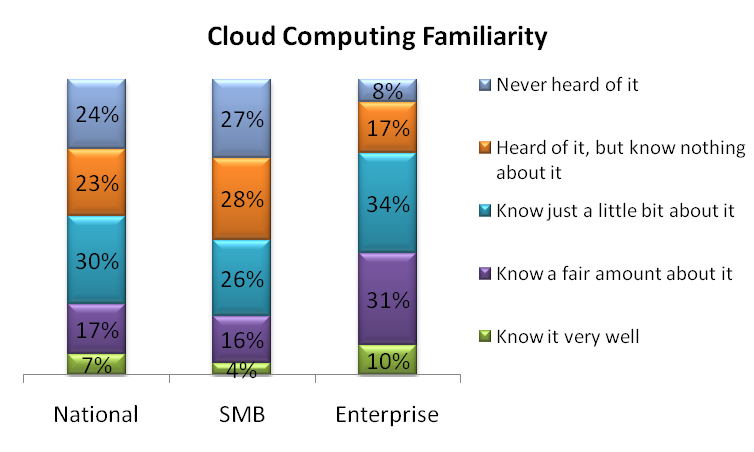 Cloud Computing Familiarity
24%
23%
30%
17%
7%
27%
28%
26%
16%
4%
8%
17%
34%
31%
10%
National
SMB
Enterprise
Never heard of it
Heard of it, but know nothing
about it
Know just a little bit about it
Know a fair amount about it
Know it very well